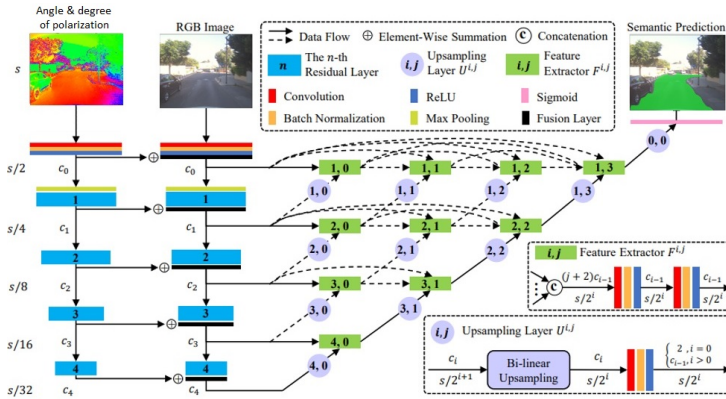 Angle & degree
of polarization
RGB Image
Data Flow
Element-Wise Summation
c Concatenation
n The n-th
Residual Layer
i,j Upsampling
Layer U^{i,j}
i,j Feature
Extractor F^{i,j}
Convolution
ReLU
Sigmoid
Batch Normalization
Max Pooling
Fusion Layer
Semantic Prediction
s
s/2
c₀
c₀
1, 0
1, 1
1, 2
1, 3
0, 0
1, 0
1, 1
1, 2
1, 3
s/4
1
1
c₁
c₁
2, 0
2, 1
2, 2
2, 0
2, 1
2, 2
s/8
2
2
c₂
c₂
3, 0
3, 1
3, 0
3, 1
s/16
3
3
c₃
c₃
4, 0
4, 0
s/32
4
4
c₄
c₄
i,j Feature Extractor F^{i,j}
c
(j + 2)c_{i−1}
s/2^i
c_{i−1}
s/2^i
c_{i−1}
s/2^i
i,j Upsampling Layer U^{i,j}
c_i
s/2^{i+1}
Bi-linear
Upsampling
c_i
s/2^i
{ 2 , i = 0
c_{i−1}, i > 0
s/2^i